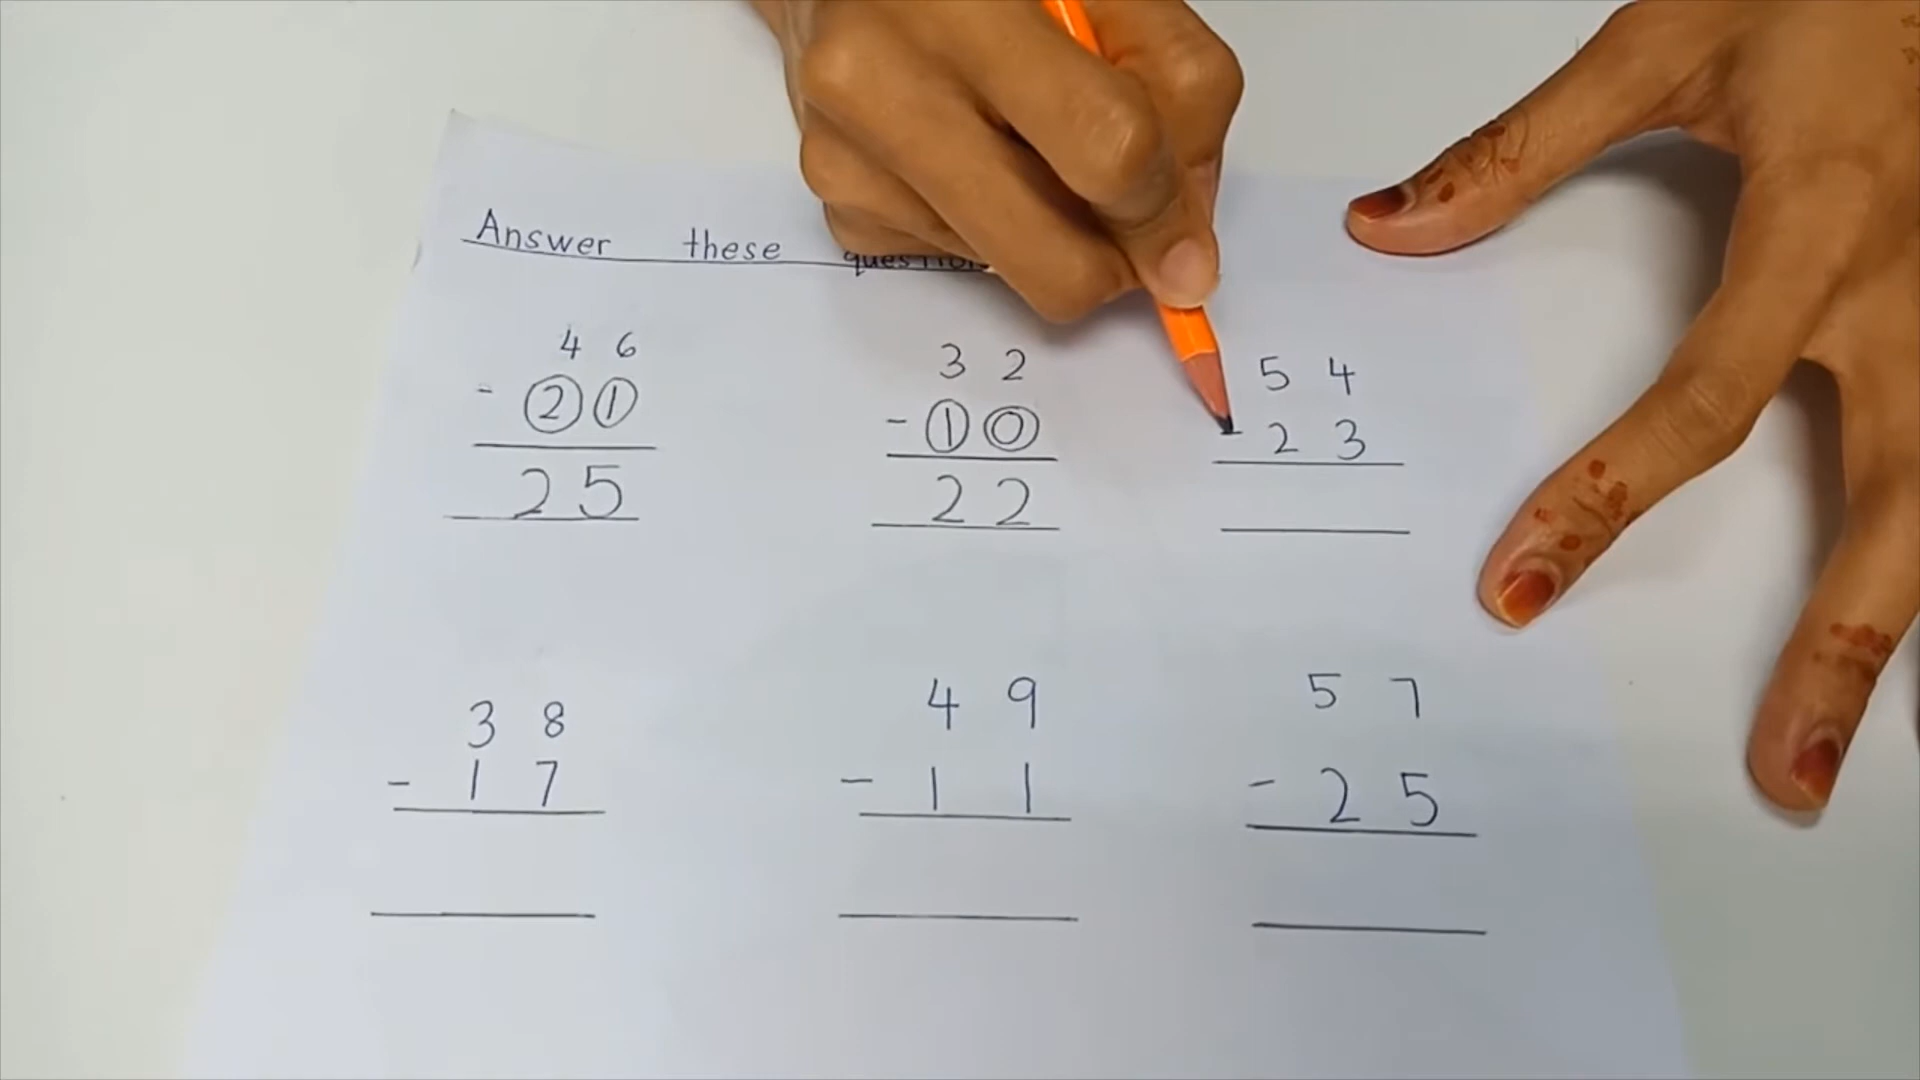 Answer these questions
4 6
- 2 1
2 5
3 2
- 1 0
2 2
5 4
- 2 3
3 8
- 1 7
4 9
- 1 1
5 7
- 2 5